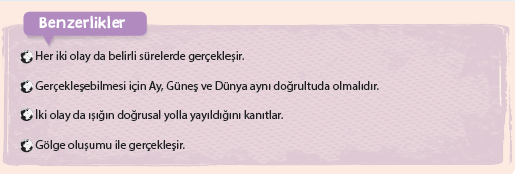 Benzerlikler
Her iki olay da belirli sürelerde gerçekleşir.
Gerçekleşebilmesi için Ay, Güneş ve Dünya aynı doğrultuda olmalıdır.
İki olay da ışığın doğrusal yolla yayıldığını kanıtlar.
Gölge oluşumu ile gerçekleşir.